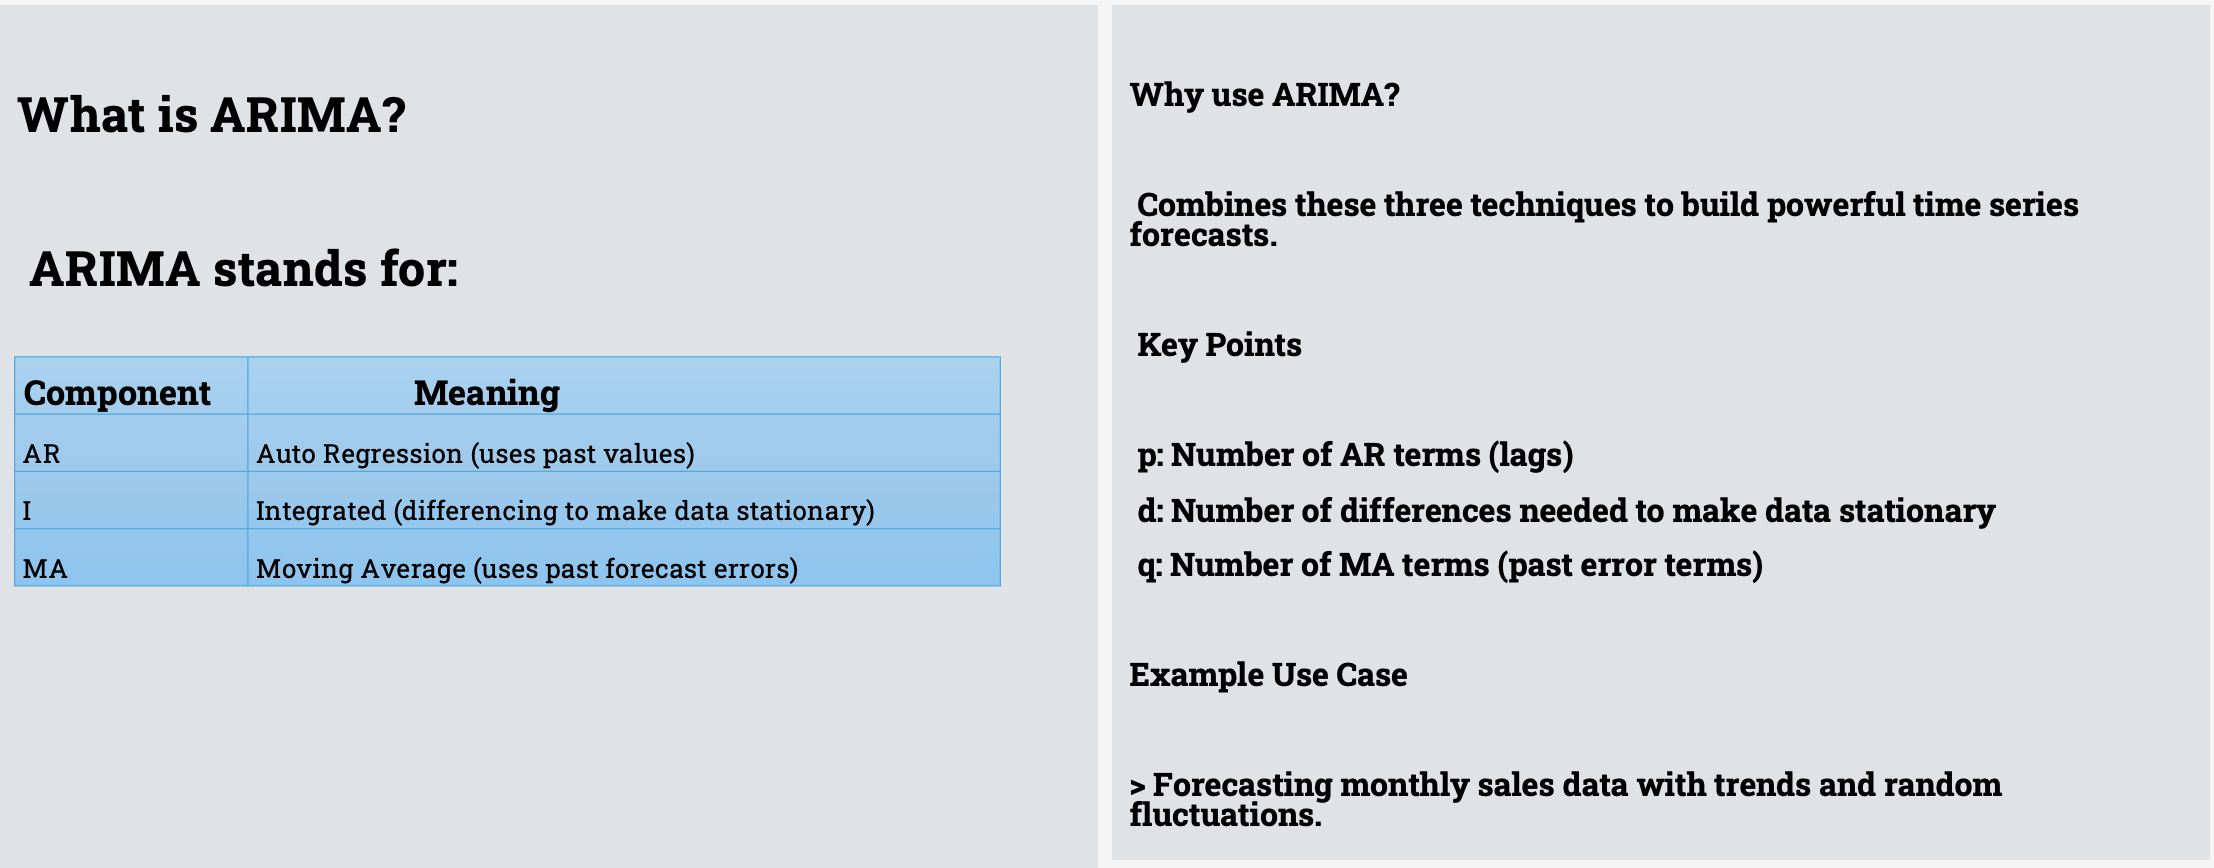 What is ARIMA?
ARIMA stands for:
Component Meaning
AR Auto Regression (uses past values)
I Integrated (differencing to make data stationary)
MA Moving Average (uses past forecast errors)
Why use ARIMA?
Combines these three techniques to build powerful time series
forecasts.
Key Points
p: Number of AR terms (lags)
d: Number of differences needed to make data stationary
q: Number of MA terms (past error terms)
Example Use Case
> Forecasting monthly sales data with trends and random
fluctuations.